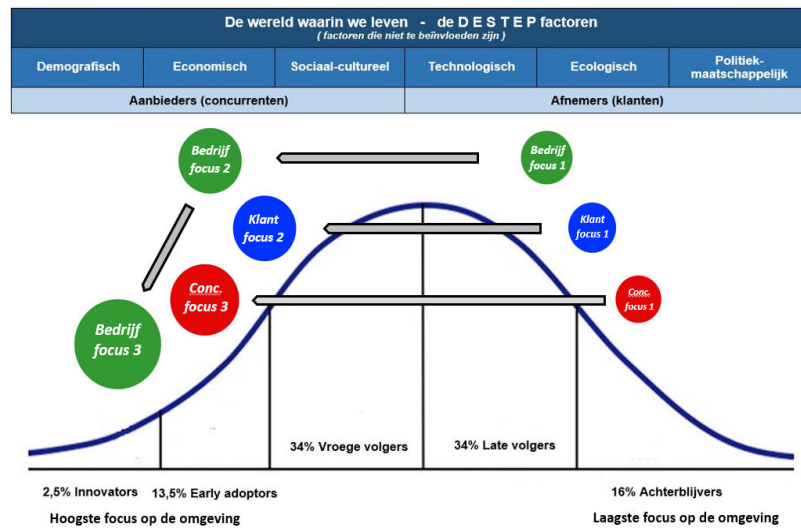 De wereld waarin we leven - de D E S T E P factoren
( factoren die niet te beïnvloeden zijn )
Demografisch
Economisch
Sociaal-cultureel
Technologisch
Ecologisch
Politiek-
maatschappelijk
Aanbieders (concurrenten)
Afnemers (klanten)
Bedrijf
focus 2
Bedrijf
focus 1
Klant
focus 2
Klant
focus 1
Conc.
focus 3
Conc.
focus 1
Bedrijf
focus 3
34% Vroege volgers
34% Late volgers
2,5% Innovators
13,5% Early adoptors
16% Achterblijvers
Hoogste focus op de omgeving
Laagste focus op de omgeving